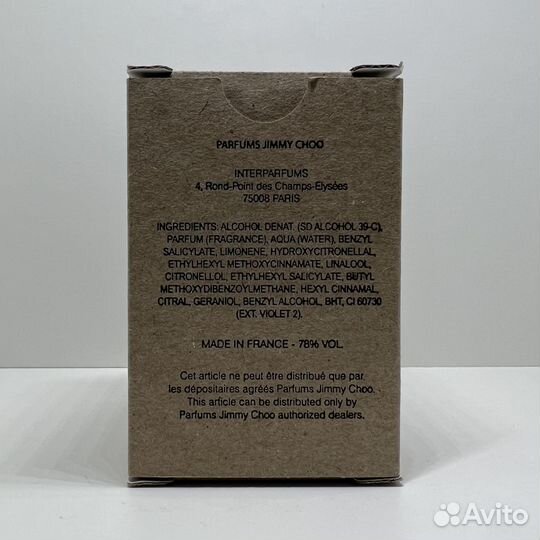 PARFUMS JIMMY CHOO
INTERPARFUMS
4, Rond-Point des Champs-Elysées
75008 PARIS
INGREDIENTS: ALCOHOL DENAT. (SD ALCOHOL 39-C),
PARFUM (FRAGRANCE), AQUA (WATER), BENZYL
SALICYLATE, LIMONENE, HYDROXYCITRONELLAL,
ETHYLHEXYL METHOXYCINNAMATE, LINALOOL,
CITRONELLOL, ETHYLHEXYL SALICYLATE, BUTYL
METHOXYDIBENZOYLMETHANE, HEXYL CINNAMAL,
CITRAL, GERANIOL, BENZYL ALCOHOL, BHT, CI 60730
(EXT. VIOLET 2).
MADE IN FRANCE - 78% VOL.
Cet article ne peut être distribué que par
les dépositaires agréés Parfums Jimmy Choo.
This article can be distributed only by
Parfums Jimmy Choo authorized dealers.
Avito